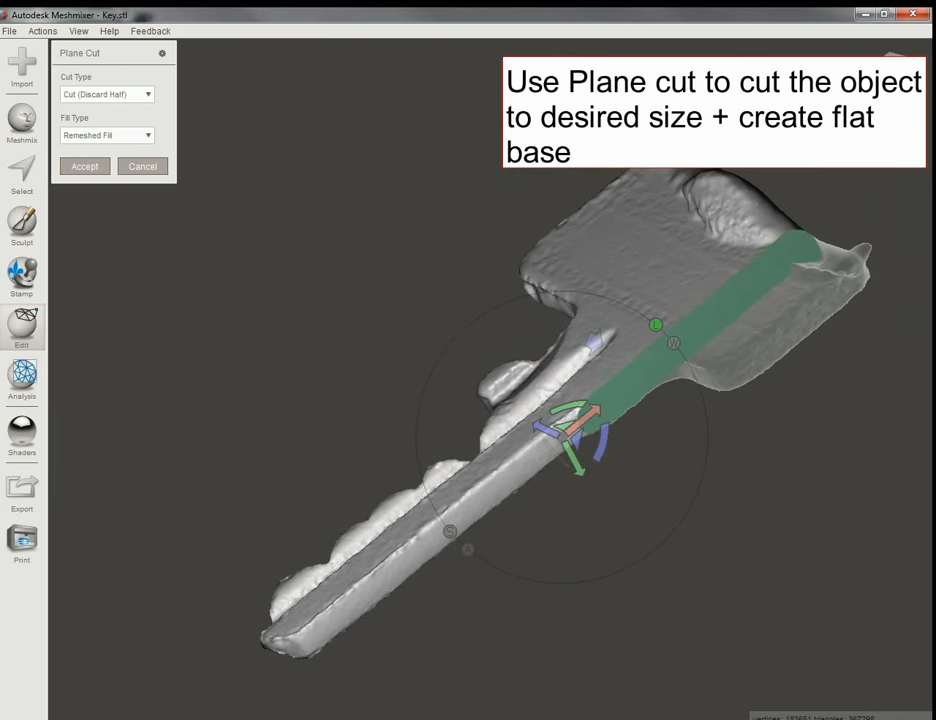 Autodesk Meshmixer - Key.stl
File Actions View Help Feedback
Plane Cut
Cut Type
Cut (Discard Half)
Fill Type
Remeshed Fill
Accept Cancel
Import
Meshmix
Select
Sculpt
Stamp
Edit
Analysis
Shaders
Export
Print
Use Plane cut to cut the object
to desired size + create flat
base
L
W
S